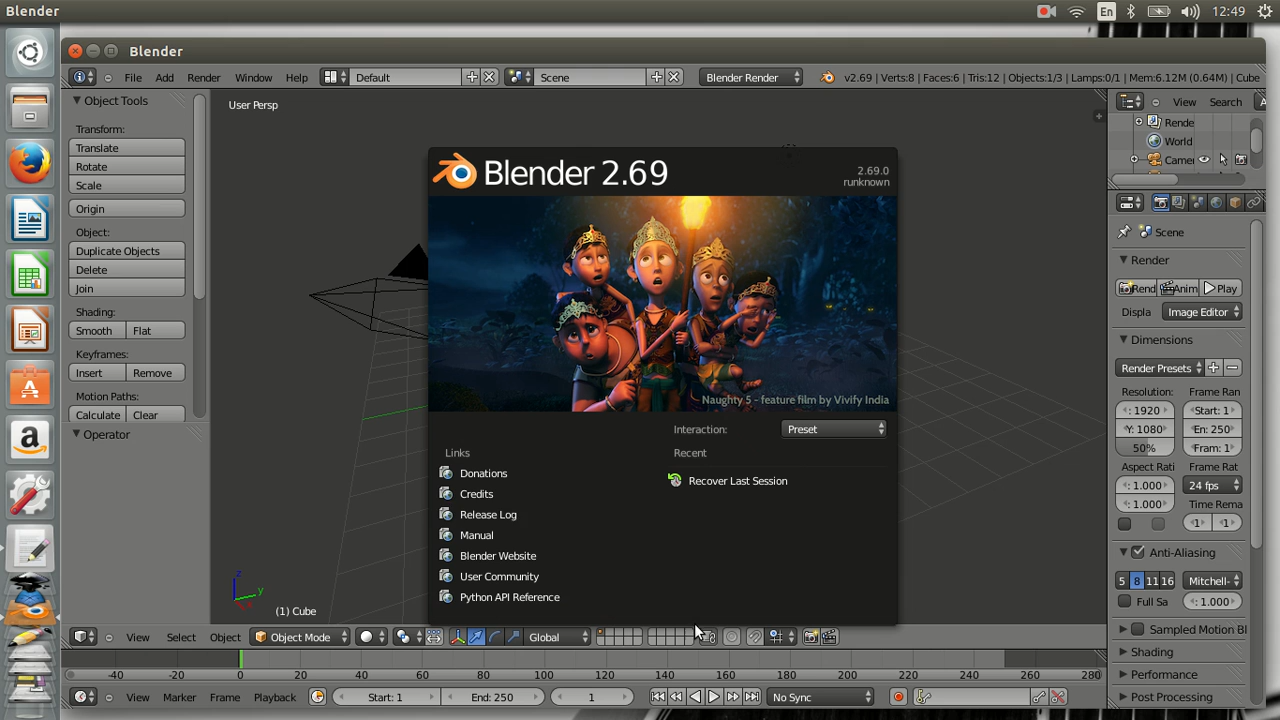 Blender
En
12:49
Blender
File Add Render Window Help Default Scene Blender Render v2.69 | Verts:8 | Faces:6 | Tris:12 | Objects:1/3 | Lamps:0/1 | Mem:6.12M (0.64M) | Cube
Object Tools
Transform:
Translate
Rotate
Scale
Origin
Object:
Duplicate Objects
Delete
Join
Shading:
Smooth Flat
Keyframes:
Insert Remove
Motion Paths:
Calculate Clear
Operator
User Persp
Blender 2.69
2.69.0
runknown
Naughty 5 - feature film by Vivify India
Interaction: Preset
Links
Recent
Donations
Recover Last Session
Credits
Release Log
Manual
Blender Website
User Community
Python API Reference
(1) Cube
View Search
Rende
World
Camer
Scene
Render
Rend Anim Play
Displa Image Editor
Dimensions
Render Presets
Resolution: Frame Ran
: 1920 Start: 1
Y: 1080 En: 250
50% Fram: 1
Aspect Rati Frame Rat
: 1.000 24 fps
: 1.000 Time Rema
1 1
Anti-Aliasing
5 8 11 16 Mitchell-
Full Sa : 1.000
Sampled Motion Bl
Shading
Performance
Post Processing
View Select Object Object Mode Global
-40 -20 0 20 40 60 80 100 120 140 160 180 200 220 240 260 280
View Marker Frame Playback Start: 1 End: 250 1 No Sync